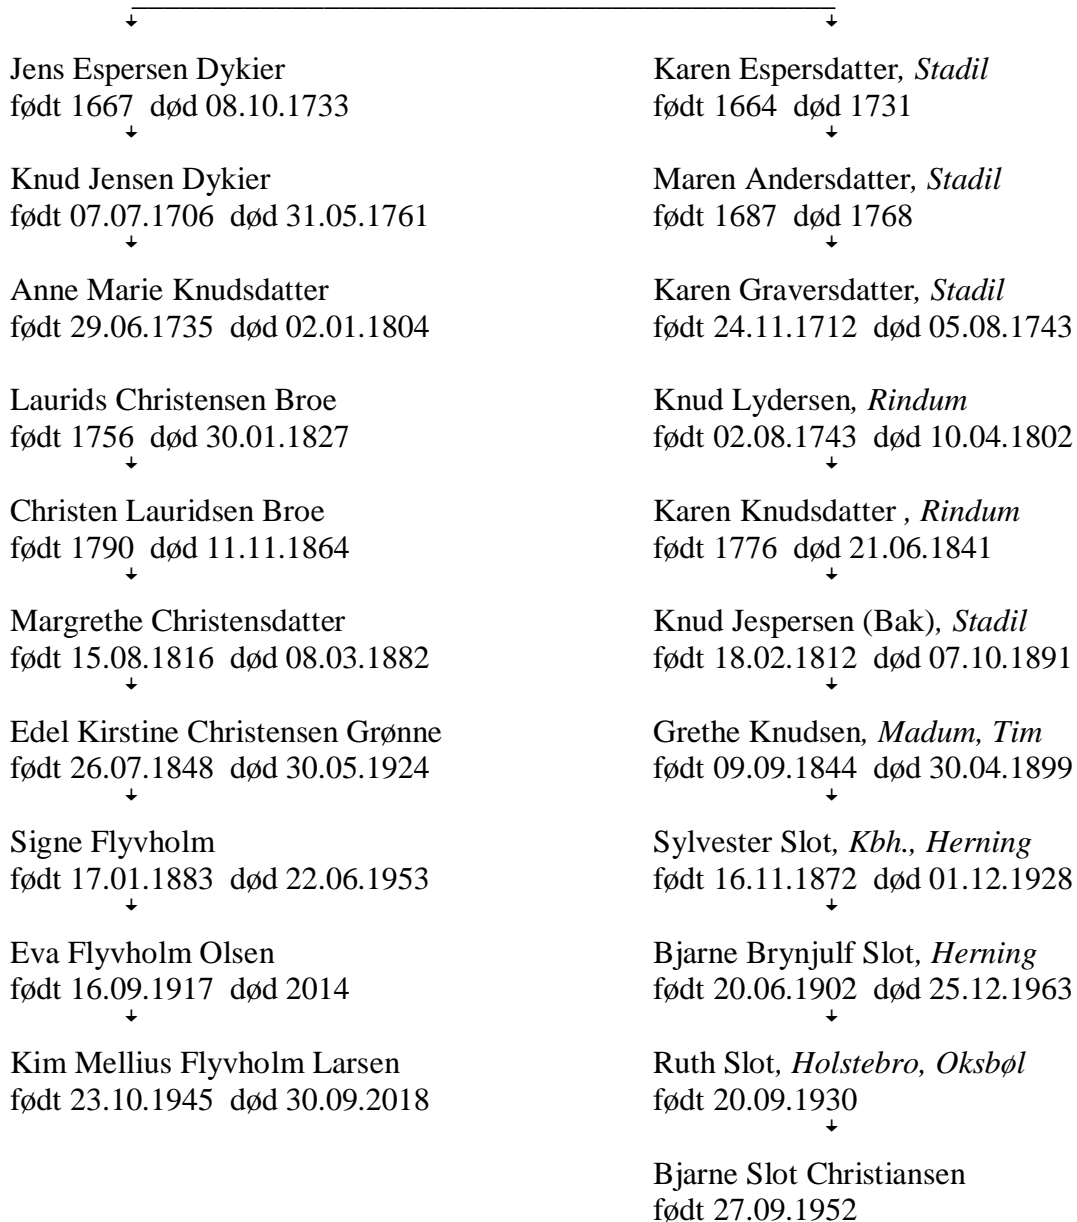 Jens Espersen Dykier
født 1667 død 08.10.1733
Knud Jensen Dykier
født 07.07.1706 død 31.05.1761
Anne Marie Knudsdatter
født 29.06.1735 død 02.01.1804
Laurids Christensen Broe
født 1756 død 30.01.1827
Christen Lauridsen Broe
født 1790 død 11.11.1864
Margrethe Christensdatter
født 15.08.1816 død 08.03.1882
Edel Kirstine Christensen Grønne
født 26.07.1848 død 30.05.1924
Signe Flyvholm
født 17.01.1883 død 22.06.1953
Eva Flyvholm Olsen
født 16.09.1917 død 2014
Kim Mellius Flyvholm Larsen
født 23.10.1945 død 30.09.2018
Karen Espersdatter, Stadil
født 1664 død 1731
Maren Andersdatter, Stadil
født 1687 død 1768
Karen Graversdatter, Stadil
født 24.11.1712 død 05.08.1743
Knud Lydersen, Rindum
født 02.08.1743 død 10.04.1802
Karen Knudsdatter , Rindum
født 1776 død 21.06.1841
Knud Jespersen (Bak), Stadil
født 18.02.1812 død 07.10.1891
Grethe Knudsen, Madum, Tim
født 09.09.1844 død 30.04.1899
Sylvester Slot, Kbh., Herning
født 16.11.1872 død 01.12.1928
Bjarne Brynjulf Slot, Herning
født 20.06.1902 død 25.12.1963
Ruth Slot, Holstebro, Oksbøl
født 20.09.1930
Bjarne Slot Christiansen
født 27.09.1952